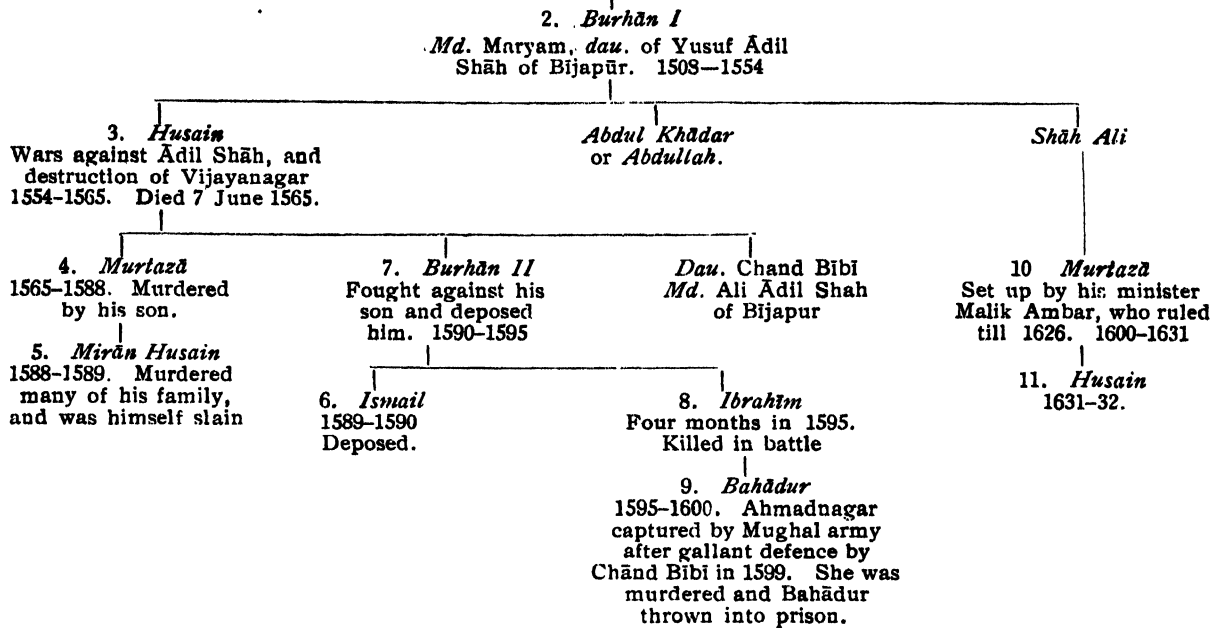 2. Burhān I
Md. Maryam, dau. of Yusuf Ādil
Shāh of Bījapūr. 1508—1554
3. Husain
Wars against Ādil Shāh, and
destruction of Vijayanagar
1554–1565. Died 7 June 1565.
Abdul Khādar
or Abdullah.
Shāh Ali
4. Murtazā
1565–1588. Murdered
by his son.
7. Burhān II
Fought against his
son and deposed
him. 1590–1595
Dau. Chand Bībī
Md. Ali Ādil Shah
of Bījapur
10 Murtazā
Set up by his minister
Malik Ambar, who ruled
till 1626. 1600–1631
5. Mirān Husain
1588–1589. Murdered
many of his family,
and was himself slain
6. Ismail
1589–1590
Deposed.
8. Ibrahīm
Four months in 1595.
Killed in battle
11. Husain
1631–32.
9. Bahādur
1595–1600. Ahmadnagar
captured by Mughal army
after gallant defence by
Chānd Bībī in 1599. She was
murdered and Bahādur
thrown into prison.